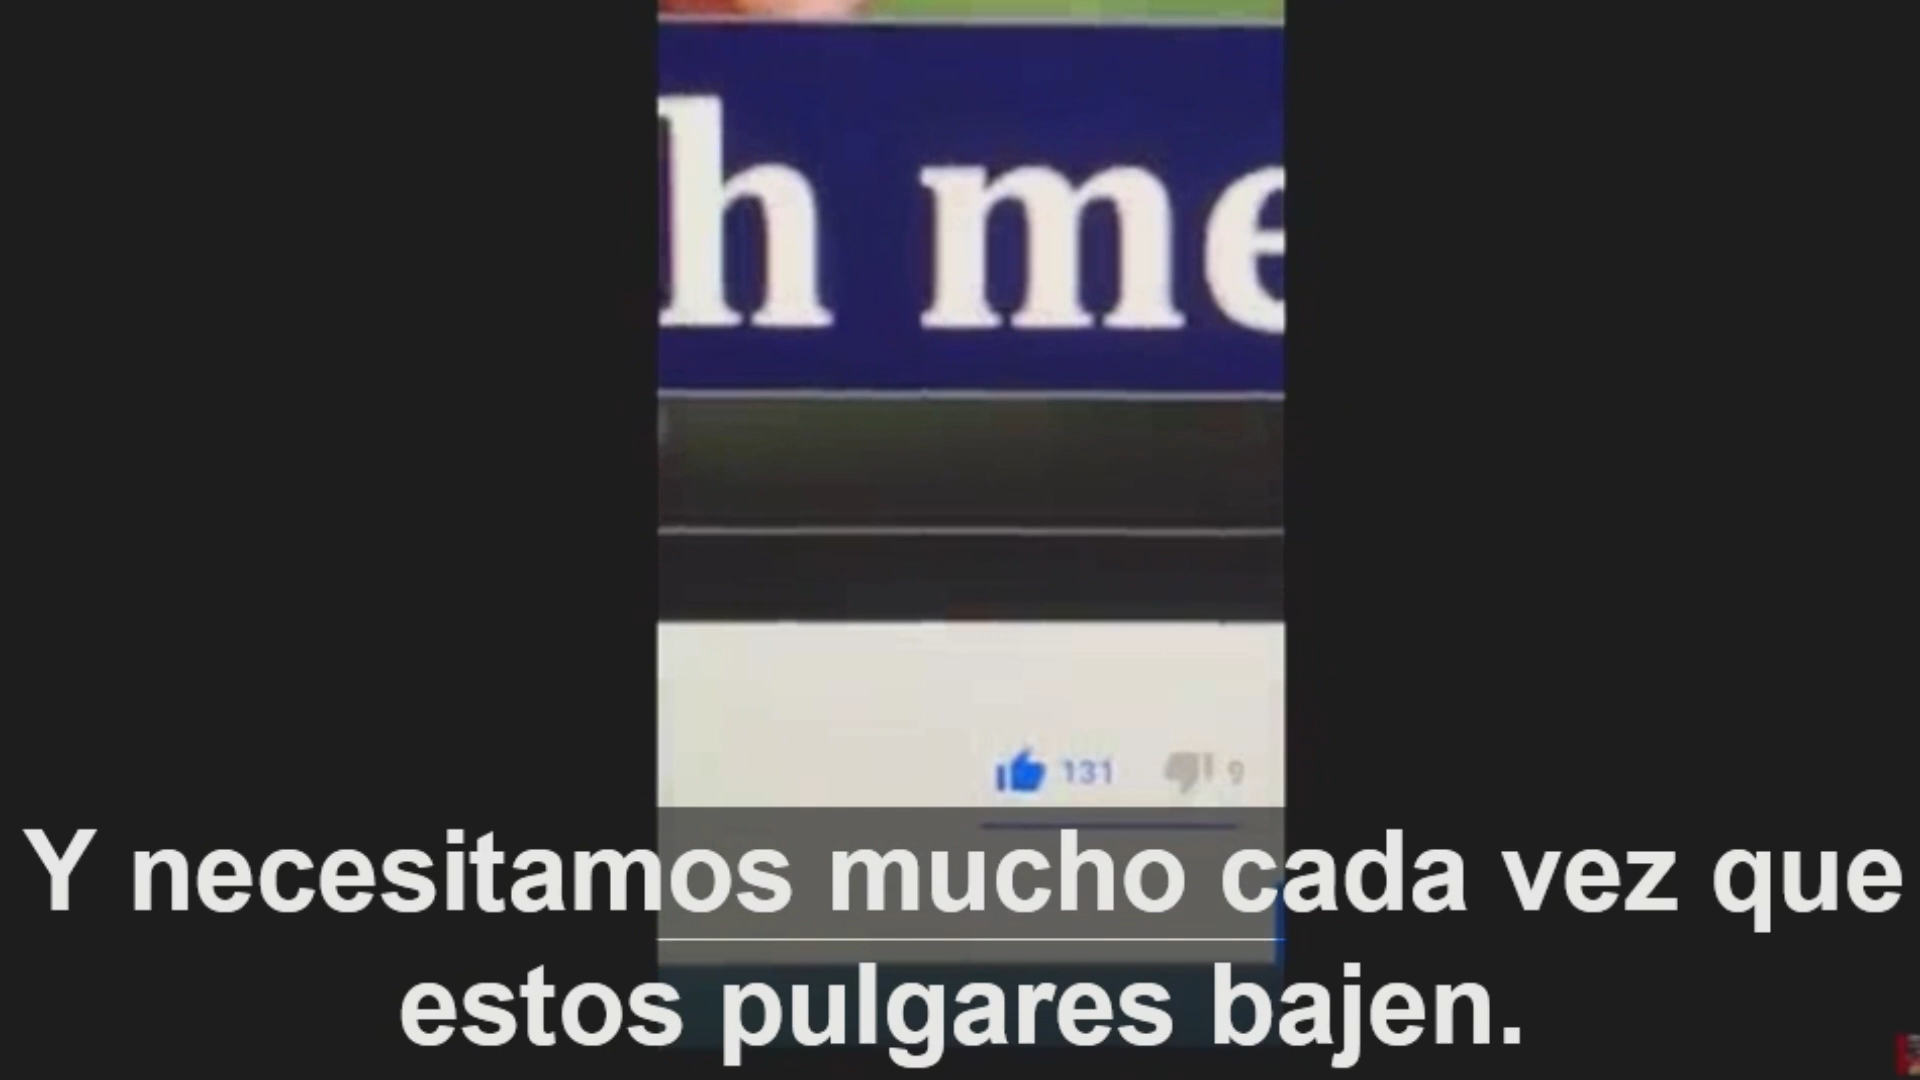 h me
131 9
Y necesitamos mucho cada vez que
estos pulgares bajen.